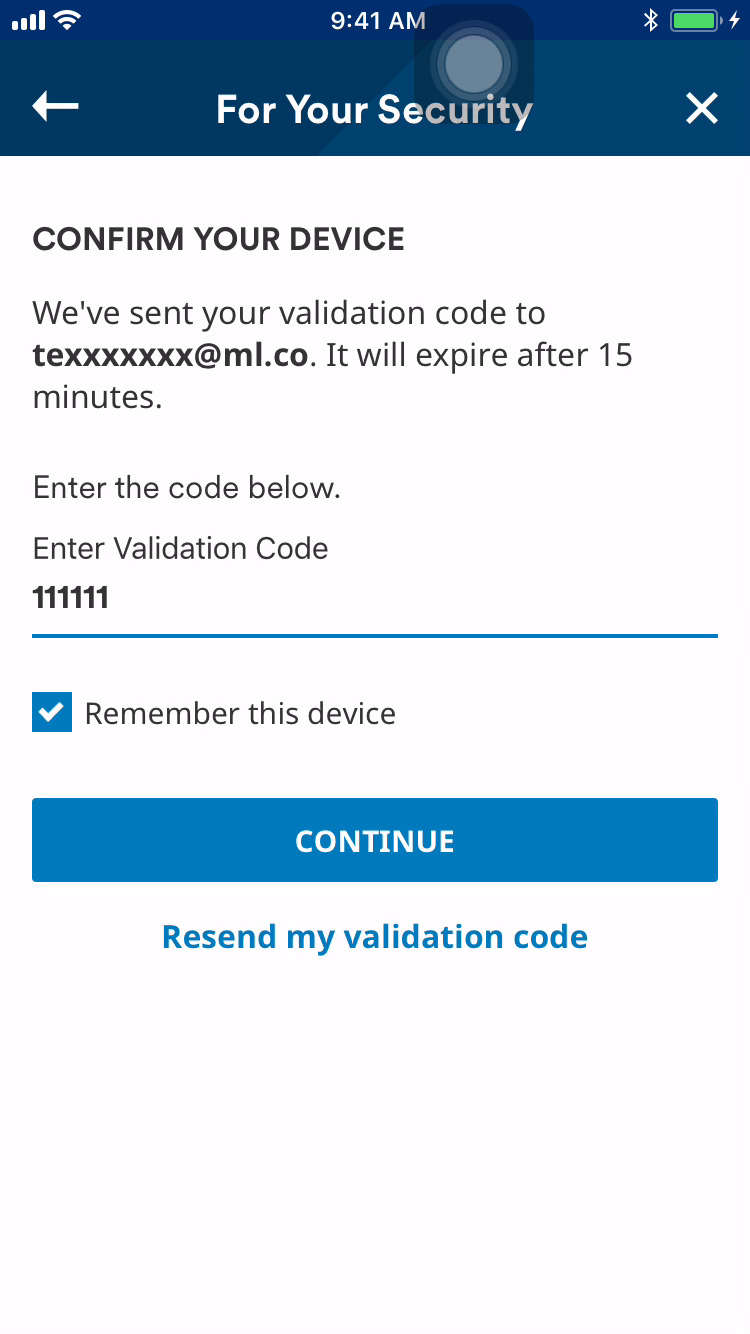 9:41 AM
For Your Security
CONFIRM YOUR DEVICE
We've sent your validation code to
texxxxxxx@ml.co. It will expire after 15
minutes.
Enter the code below.
Enter Validation Code
111111
Remember this device
CONTINUE
Resend my validation code